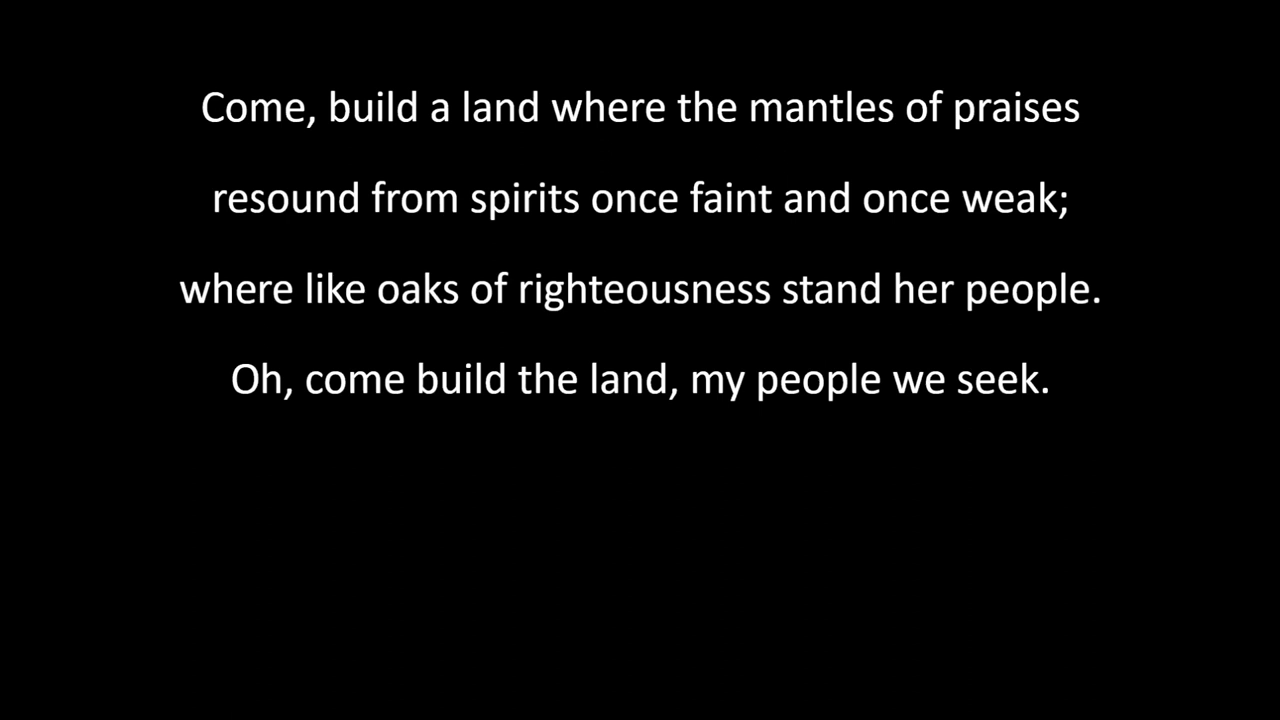 Come, build a land where the mantles of praises
resound from spirits once faint and once weak;
where like oaks of righteousness stand her people.
Oh, come build the land, my people we seek.